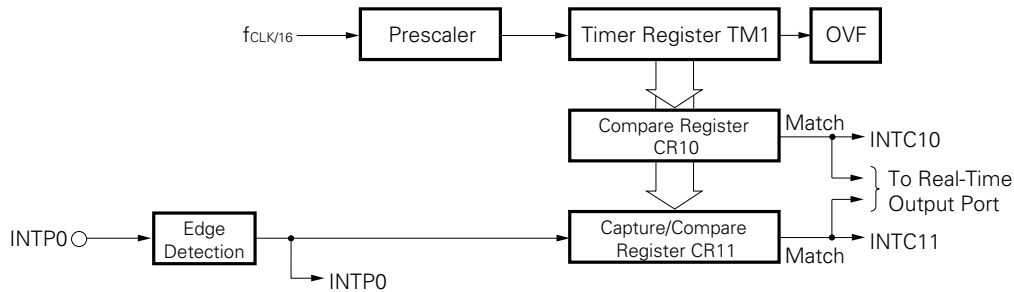 fCLK/16
Prescaler
Timer Register TM1
OVF
Compare Register
CR10
Match
INTC10
To Real-Time
Output Port
INTP0
Edge
Detection
Capture/Compare
Register CR11
Match
INTC11
INTP0